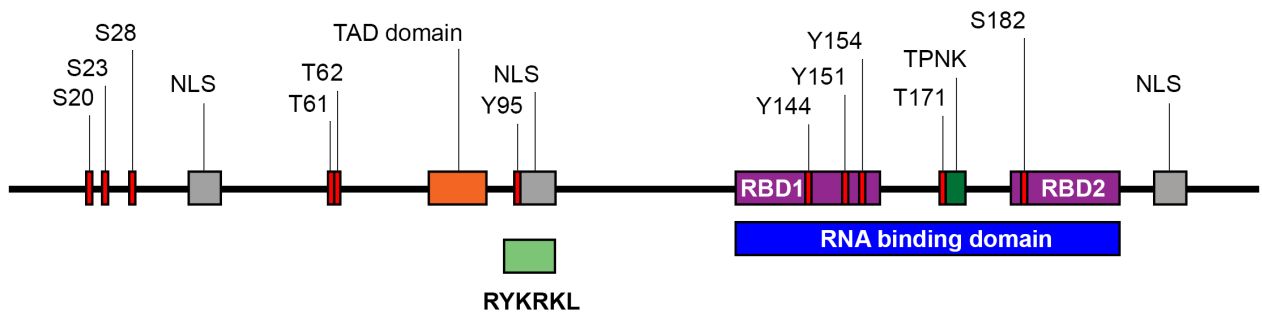 S28
S23
S20
NLS
T62
T61
TAD domain
NLS
Y95
Y154
Y151
Y144
TPNK
T171
S182
NLS
RBD1
RBD2
RNA binding domain
RYKRKL